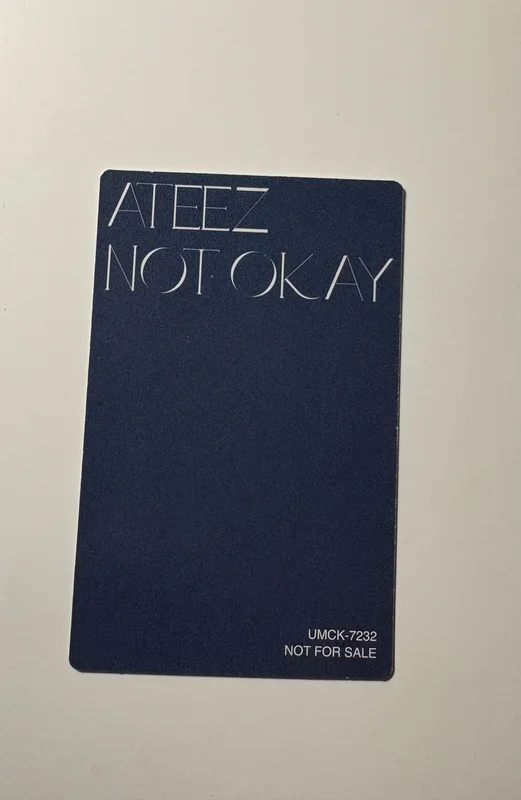 ATEEZ
NOT OKAY
UMCK-7232
NOT FOR SALE